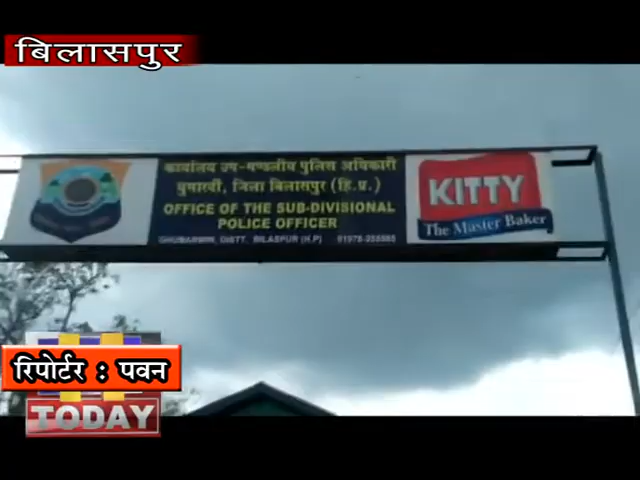 बिलासपुर
कार्यालय उप-मण्डलीय पुलिस अधिकारी
घुमारवीं, जिला बिलासपुर (हि.प्र.)
OFFICE OF THE SUB-DIVISIONAL
POLICE OFFICER
GHUMARWIN, DISTT. BILASPUR (H.P)
KITTY
The Master Baker
रिपोर्टर : पवन
TODAY